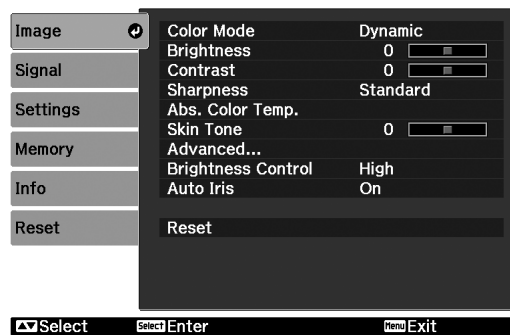 Image
Signal
Settings
Memory
Info
Reset
Color Mode Dynamic
Brightness 0
Contrast 0
Sharpness Standard
Abs. Color Temp.
Skin Tone 0
Advanced...
Brightness Control High
Auto Iris On
Reset
Select Select Enter Menu Exit